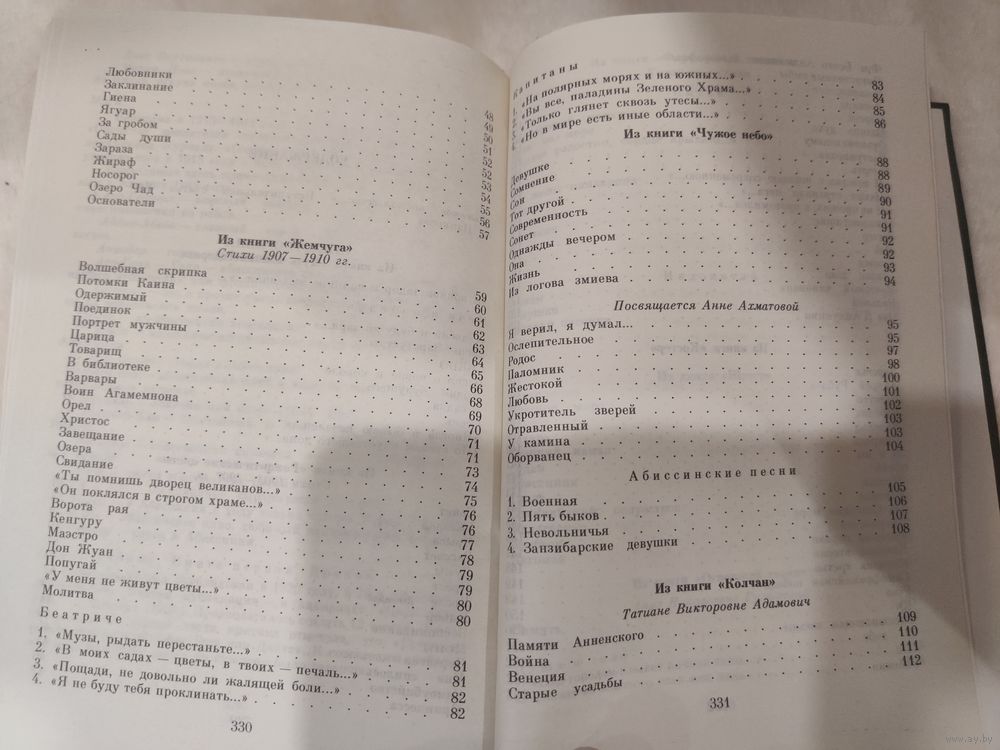 Любовники . . . 48
Заклинание . . . 49
Гиена . . . 50
Ягуар . . . 51
За гробом . . . 52
Сады души . . . 52
Зараза . . . 53
Жираф . . . 54
Носорог . . . 55
Озеро Чад . . . 56
Основатели . . . 57
Из книги «Жемчуга»
Стихи 1907—1910 гг.
Волшебная скрипка . . . 59
Потомки Каина . . . 60
Одержимый . . . 61
Поединок . . . 62
Портрет мужчины . . . 63
Царица . . . 64
Товарищ . . . 65
В библиотеке . . . 66
Варвары . . . 68
Воин Агамемнона . . . 69
Орел . . . 70
Христос . . . 71
Завещание . . . 71
Озера . . . 73
Свидание . . . 74
«Ты помнишь дворец великанов...» . . . 75
«Он поклялся в строгом храме...» . . . 76
Ворота рая . . . 76
Кенгуру . . . 77
Маэстро . . . 78
Дон Жуан . . . 79
Попугай . . . 79
«У меня не живут цветы...» . . . 80
Молитва . . . 80
Беатриче
1. «Музы, рыдать перестаньте...» . . . 81
2. «В моих садах — цветы, в твоих — печаль...» . . . 81
3. «Пощади, не довольно ли жалящей боли...» . . . 82
4. «Я не буду тебя проклинать...» . . . 82
330
Капитаны
1. «На полярных морях и на южных...» . . . 83
2. «Вы все, паладины Зеленого Храма...» . . . 84
3. «Только глянет сквозь утесы...» . . . 85
4. «Но в мире есть иные области...» . . . 86
Из книги «Чужое небо»
Девушке . . . 88
Сомнение . . . 88
Сон . . . 89
Тот другой . . . 90
Современность . . . 91
Сонет . . . 91
Однажды вечером . . . 92
Она . . . 92
Жизнь . . . 93
Из логова змиева . . . 94
Посвящается Анне Ахматовой
Я верил, я думал... . . . 95
Ослепительное . . . 95
Родос . . . 97
Паломник . . . 98
Жестокой . . . 100
Любовь . . . 101
Укротитель зверей . . . 102
Отравленный . . . 103
У камина . . . 103
Оборванец . . . 104
Абиссинские песни
1. Военная . . . 105
2. Пять быков . . . 106
3. Невольничья . . . 107
4. Занзибарские девушки . . . 108
Из книги «Колчан»
Татиане Викторовне Адамович
Памяти Анненского . . . 109
Война . . . 110
Венеция . . . 111
Старые усадьбы . . . 112
331
www.ay.by